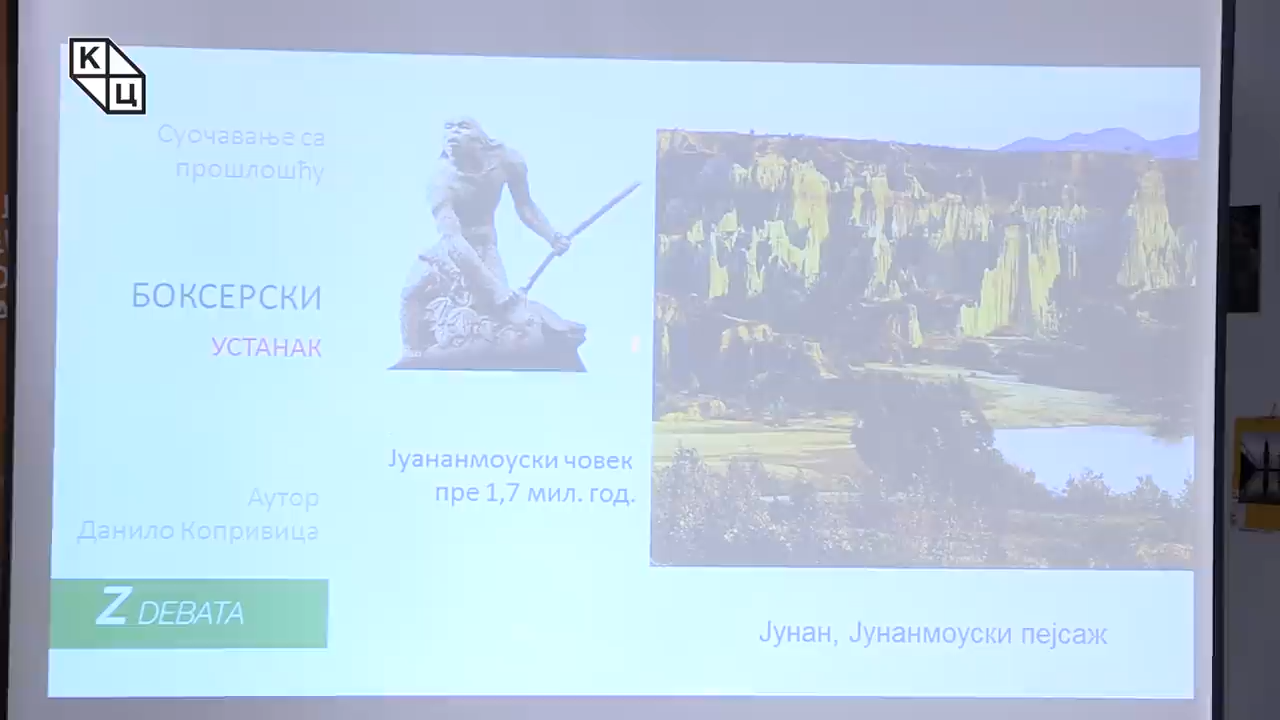 К
Ц
Суочавање са
прошлошћу
БОКСЕРСКИ
УСТАНАК
Јуананмоуски човек
пре 1,7 мил. год.
Аутор
Данило Копривица
Z DEBATA
Јунан, Јунанмоуски пејсаж